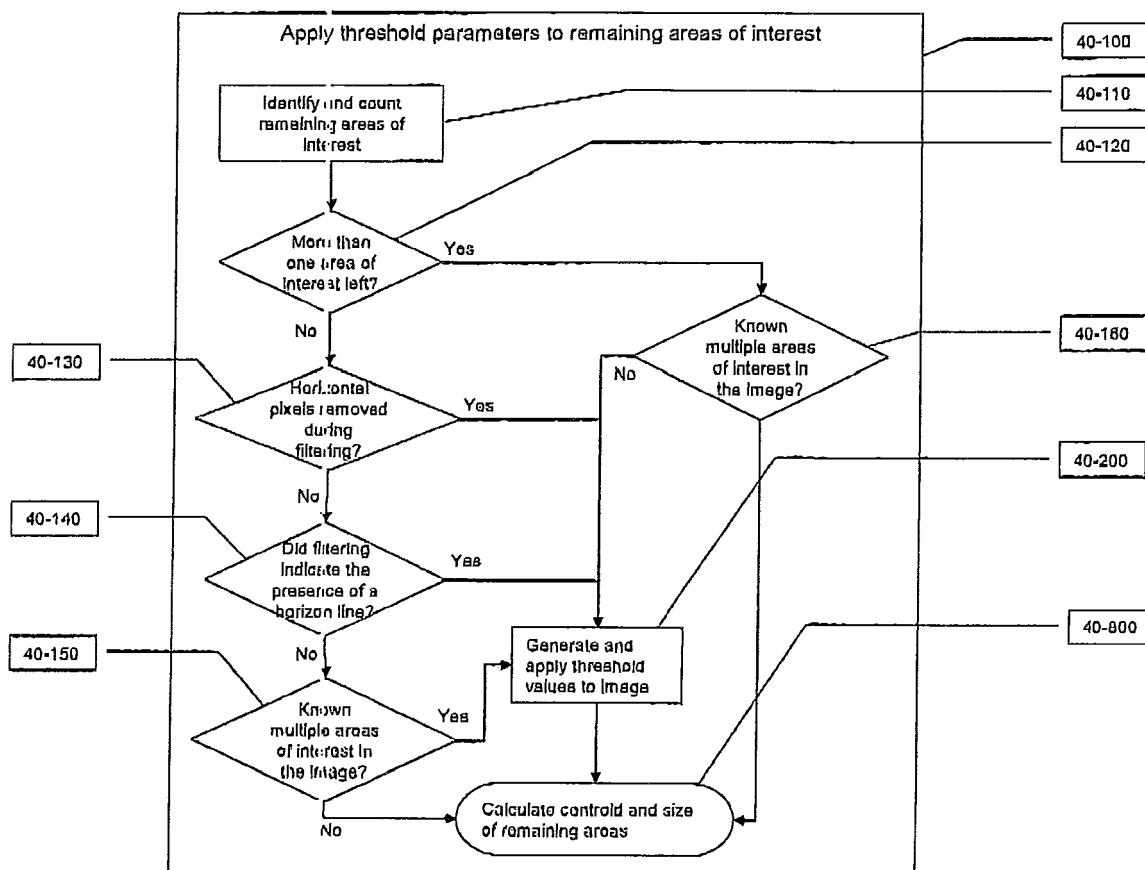 Apply threshold parameters to remaining areas of interest
40-100
Identify and count
remaining areas of
interest
40-110
40-120
More than
one area of
interest left?
Yes
No
Known
multiple areas
of interest in
the image?
No
40-160
40-130
Horizontal
pixels removed
during
filtering?
Yes
No
40-200
40-140
Did filtering
indicate the
presence of a
horizon line?
Yes
No
40-150
Generate and
apply threshold
values to image
40-800
Known
multiple areas
of interest in
the image?
Yes
No
Calculate centroid and size
of remaining areas